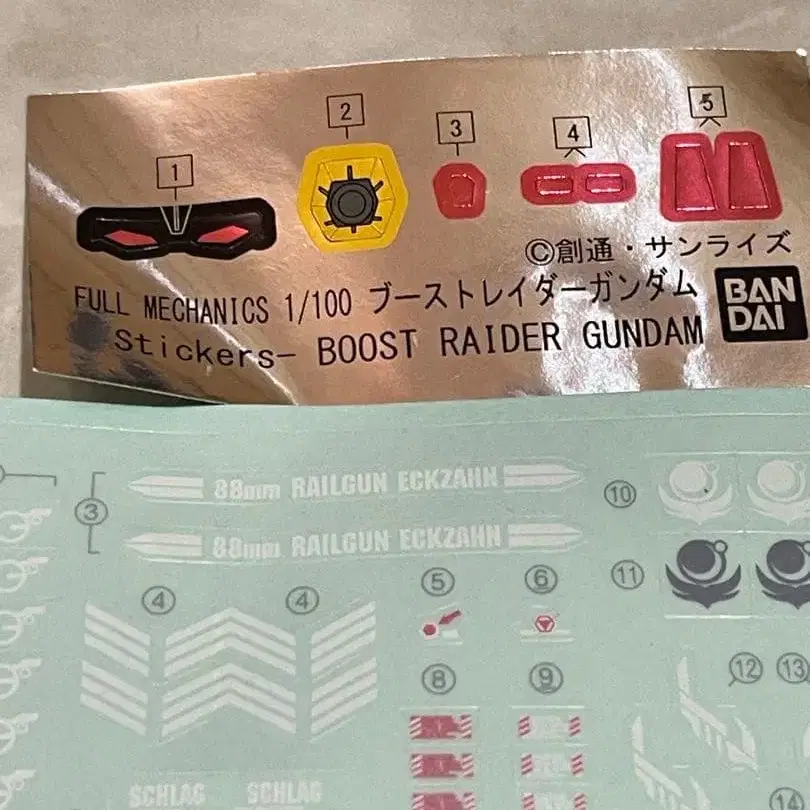 1
2
3
4
5
©創通・サンライズ
FULL MECHANICS 1/100 ブーストレイダーガンダム
Stickers- BOOST RAIDER GUNDAM
BAN
DAI
③
88mm RAILGUN ECKZAHN
88mm RAILGUN ECKZAHN
⑩
⑪
④
④
⑤
⑥
⑧
⑨
⑫
⑬
⑭
SCHLAG
SCHLAG